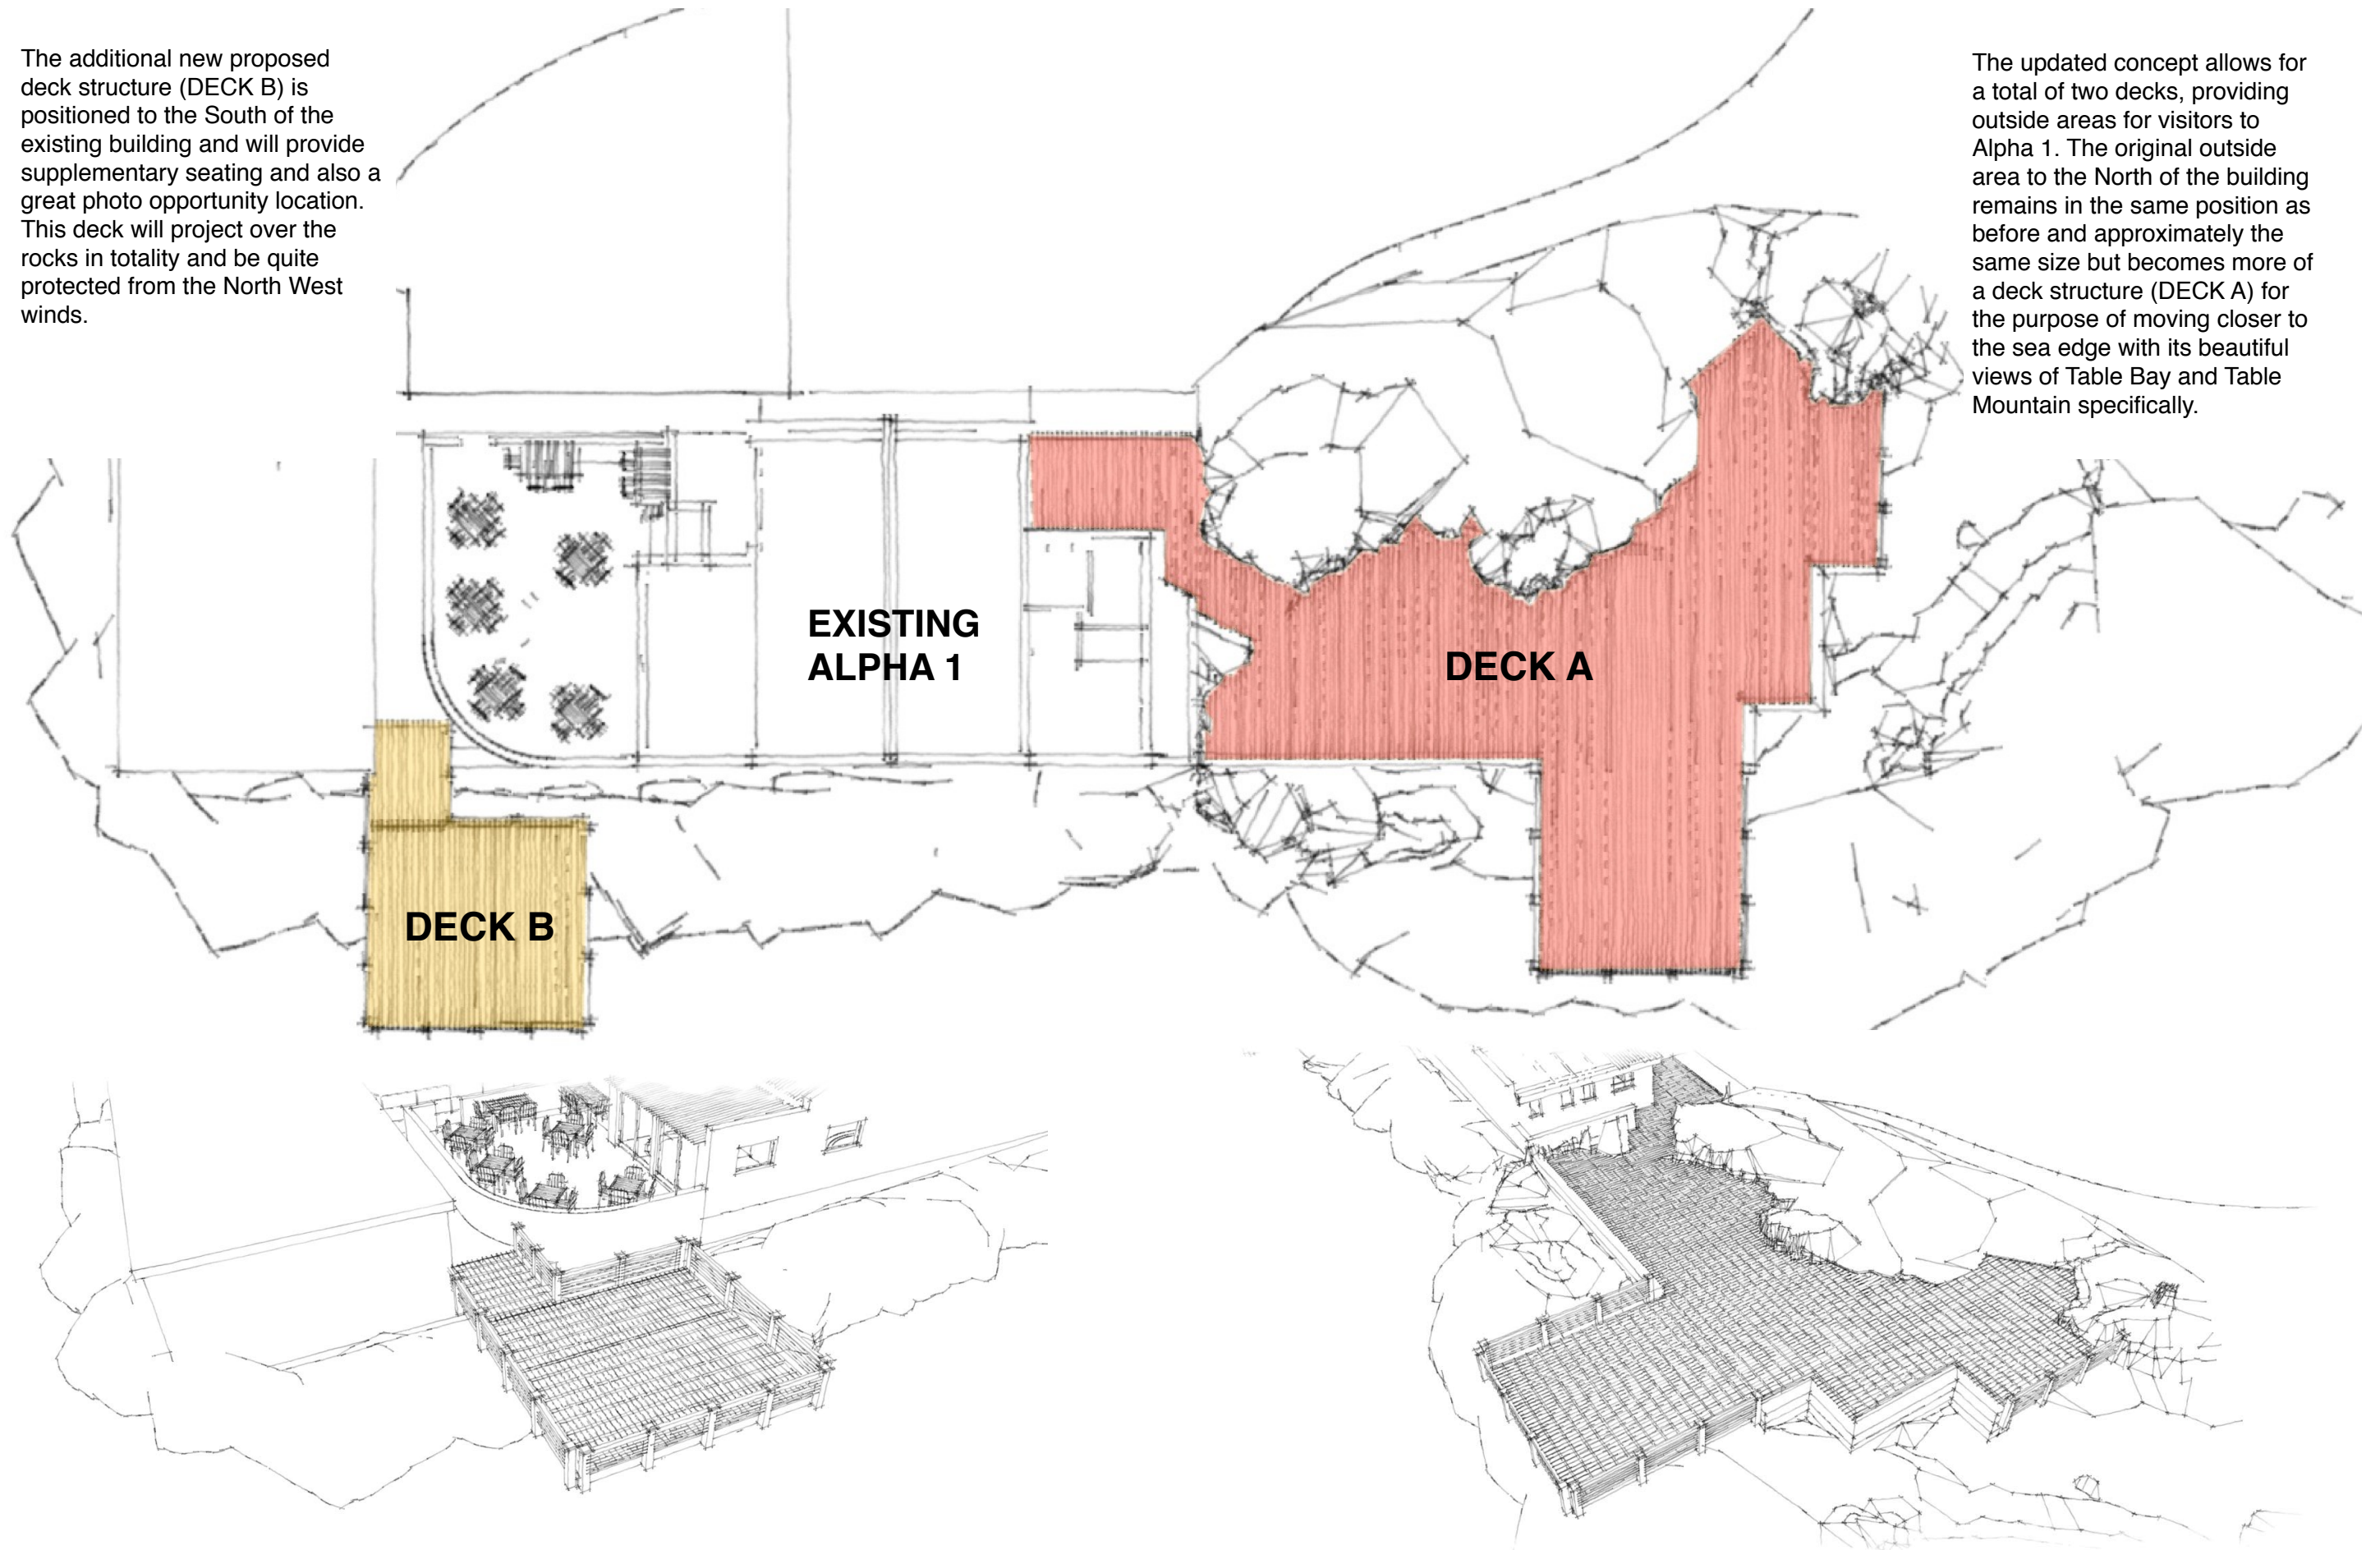 The additional new proposed
deck structure (DECK B) is
positioned to the South of the
existing building and will provide
supplementary seating and also a
great photo opportunity location.
This deck will project over the
rocks in totality and be quite
protected from the North West
winds.
The updated concept allows for
a total of two decks, providing
outside areas for visitors to
Alpha 1. The original outside
area to the North of the building
remains in the same position as
before and approximately the
same size but becomes more of
a deck structure (DECK A) for
the purpose of moving closer to
the sea edge with its beautiful
views of Table Bay and Table
Mountain specifically.
EXISTING
ALPHA 1
DECK A
DECK B